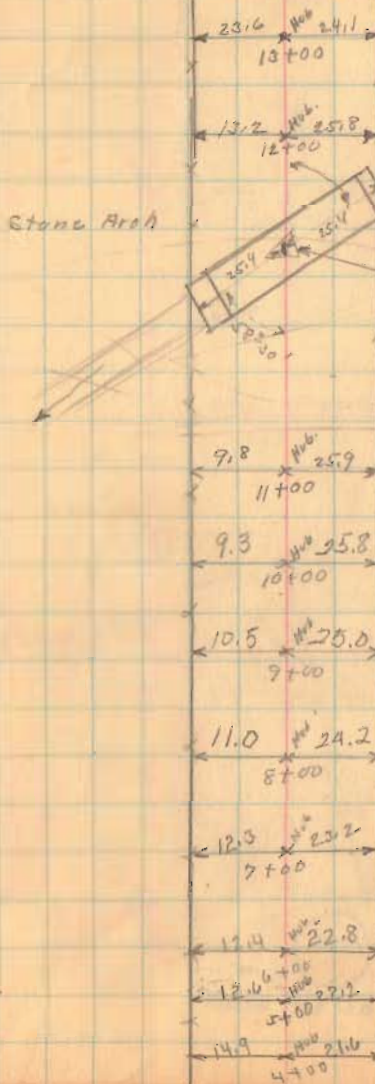 23.6 Hub 24.1
13+00
13.2 Hub. 25.8
12+00
Stone Arch
25.4
25.4
11+00
9.8 Hub. 25.9
9.3 Hub 25.8
10+00
10.5 Hub 25.0
9+00
11.0 Hub 24.2
8+00
12.3 Hub 23.2
7+00
12.4 Hub 22.8
6+00
12.6 Hub 22.2
5+00
14.9 Hub 21.6
4+00